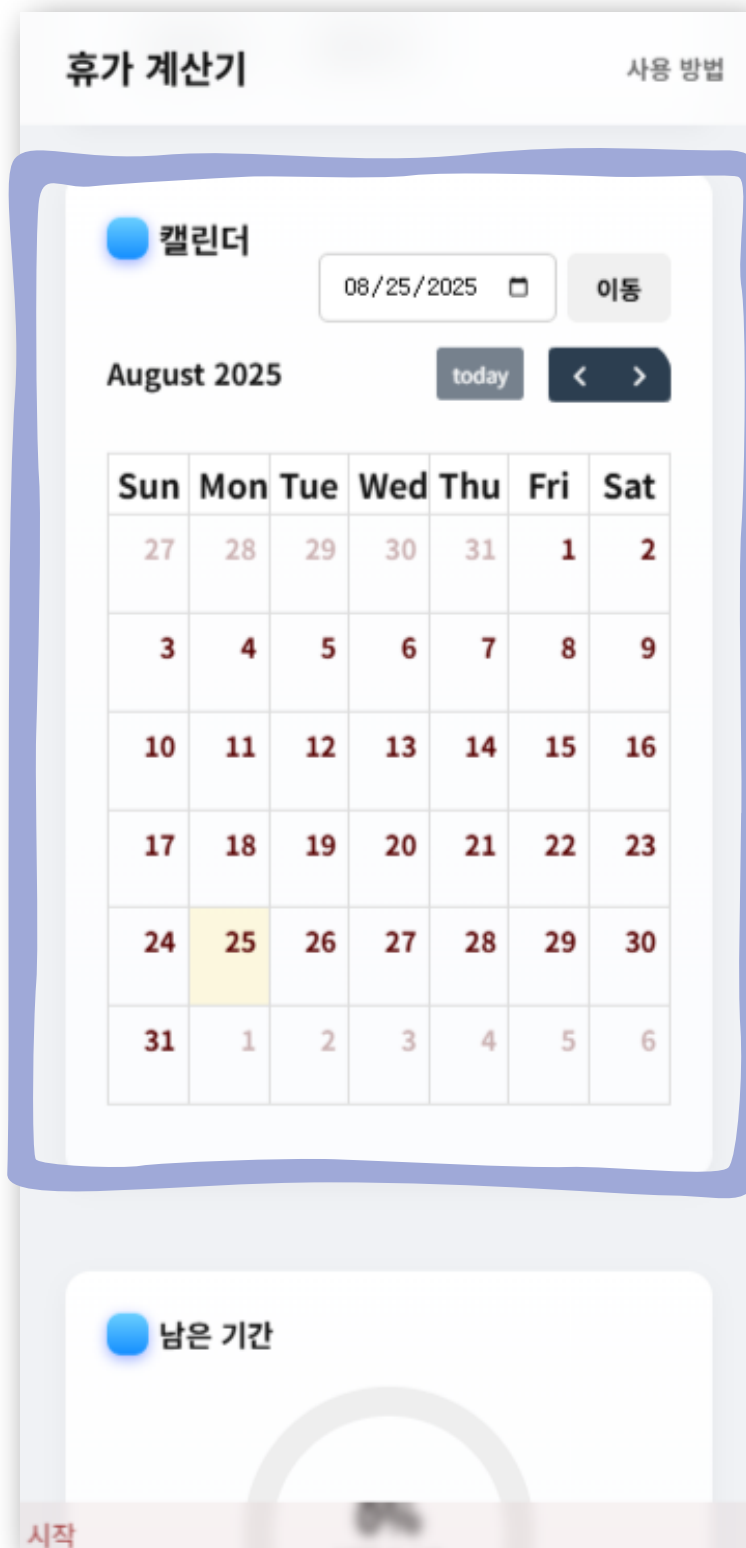 휴가 계산기 사용 방법
캘린더
08/25/2025 이동
August 2025 today
Sun Mon Tue Wed Thu Fri Sat
27 28 29 30 31 1 2
3 4 5 6 7 8 9
10 11 12 13 14 15 16
17 18 19 20 21 22 23
24 25 26 27 28 29 30
31 1 2 3 4 5 6
남은 기간
시작